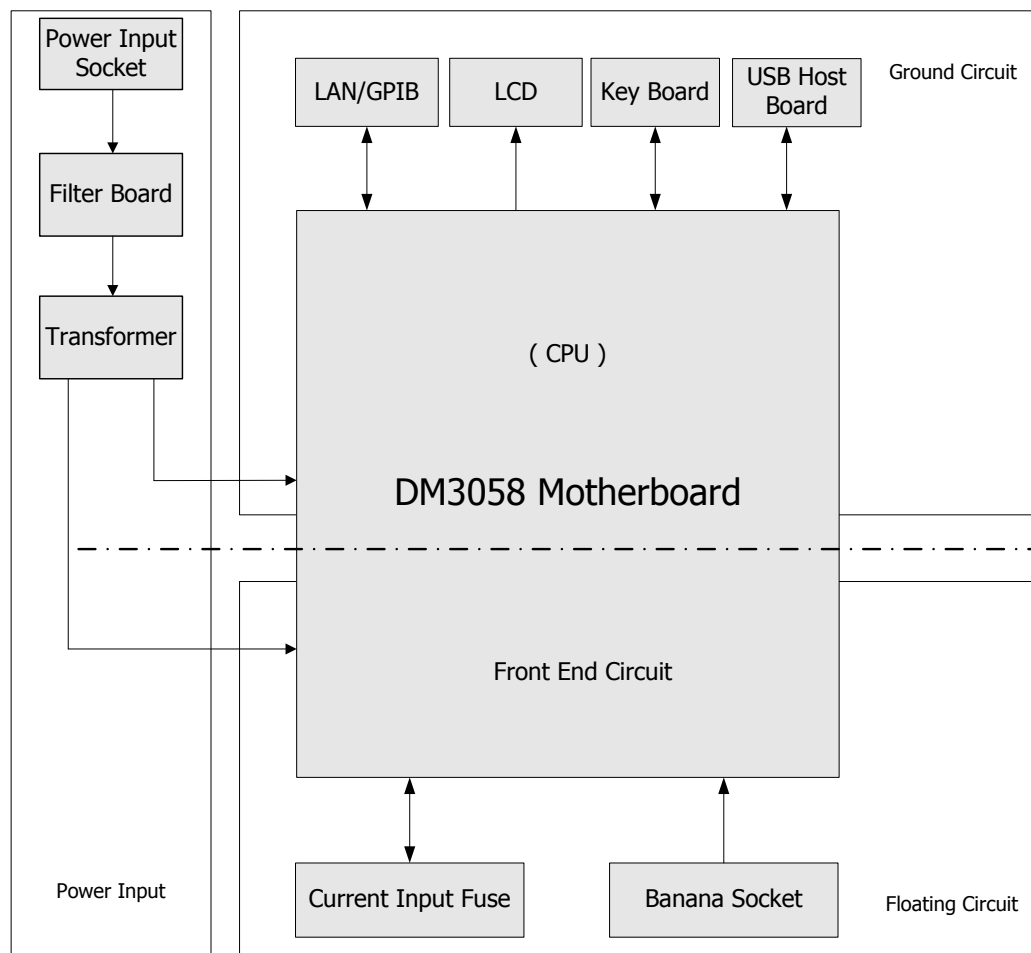 Power Input
Socket
Filter Board
Transformer
Power Input
LAN/GPIB
LCD
Key Board
USB Host
Board
Ground Circuit
( CPU )
DM3058 Motherboard
Front End Circuit
Current Input Fuse
Banana Socket
Floating Circuit